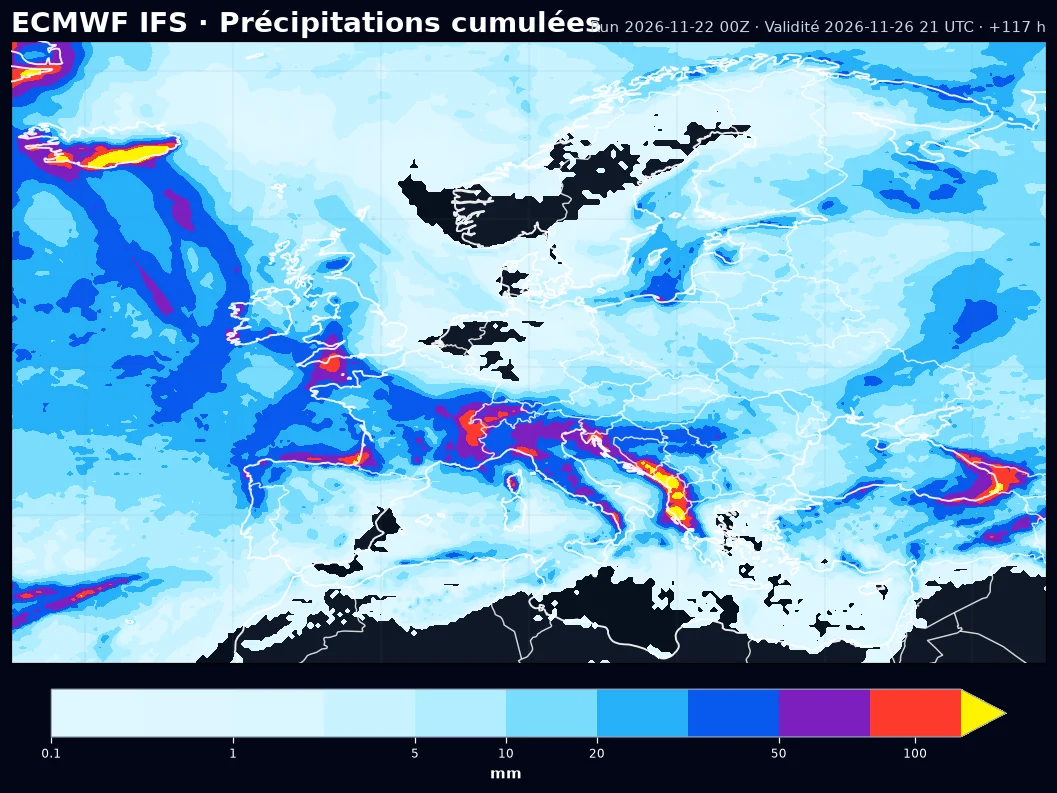 ECMWF IFS · Précipitations cumulées
Run 2026-11-22 00Z · Validité 2026-11-26 21 UTC · +117 h
0.1 1 5 10 20 50 100
mm